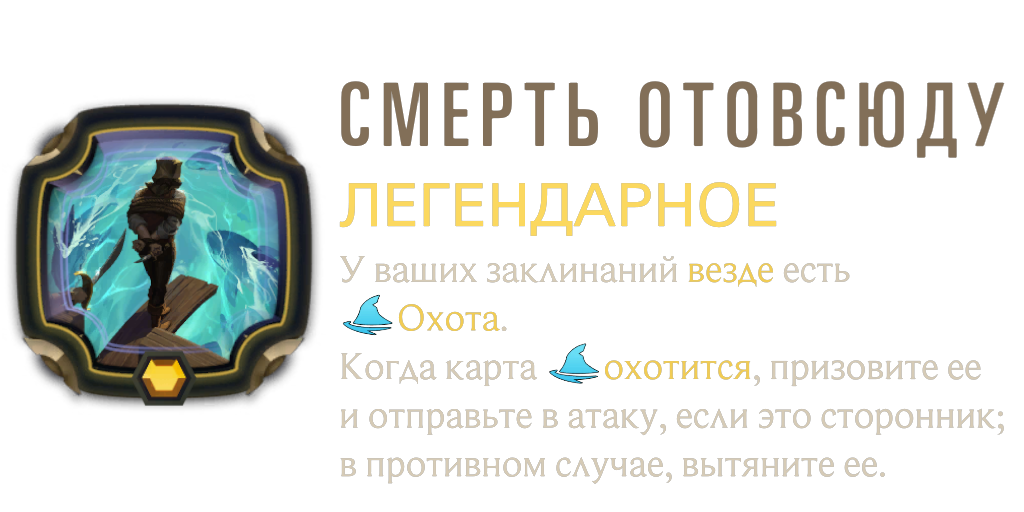 СМЕРТЬ ОТОВСЮДУ
ЛЕГЕНДАРНОЕ
У ваших заклинаний везде есть
Охота.
Когда карта охотится, призовите ее
и отправьте в атаку, если это сторонник;
в противном случае, вытяните ее.